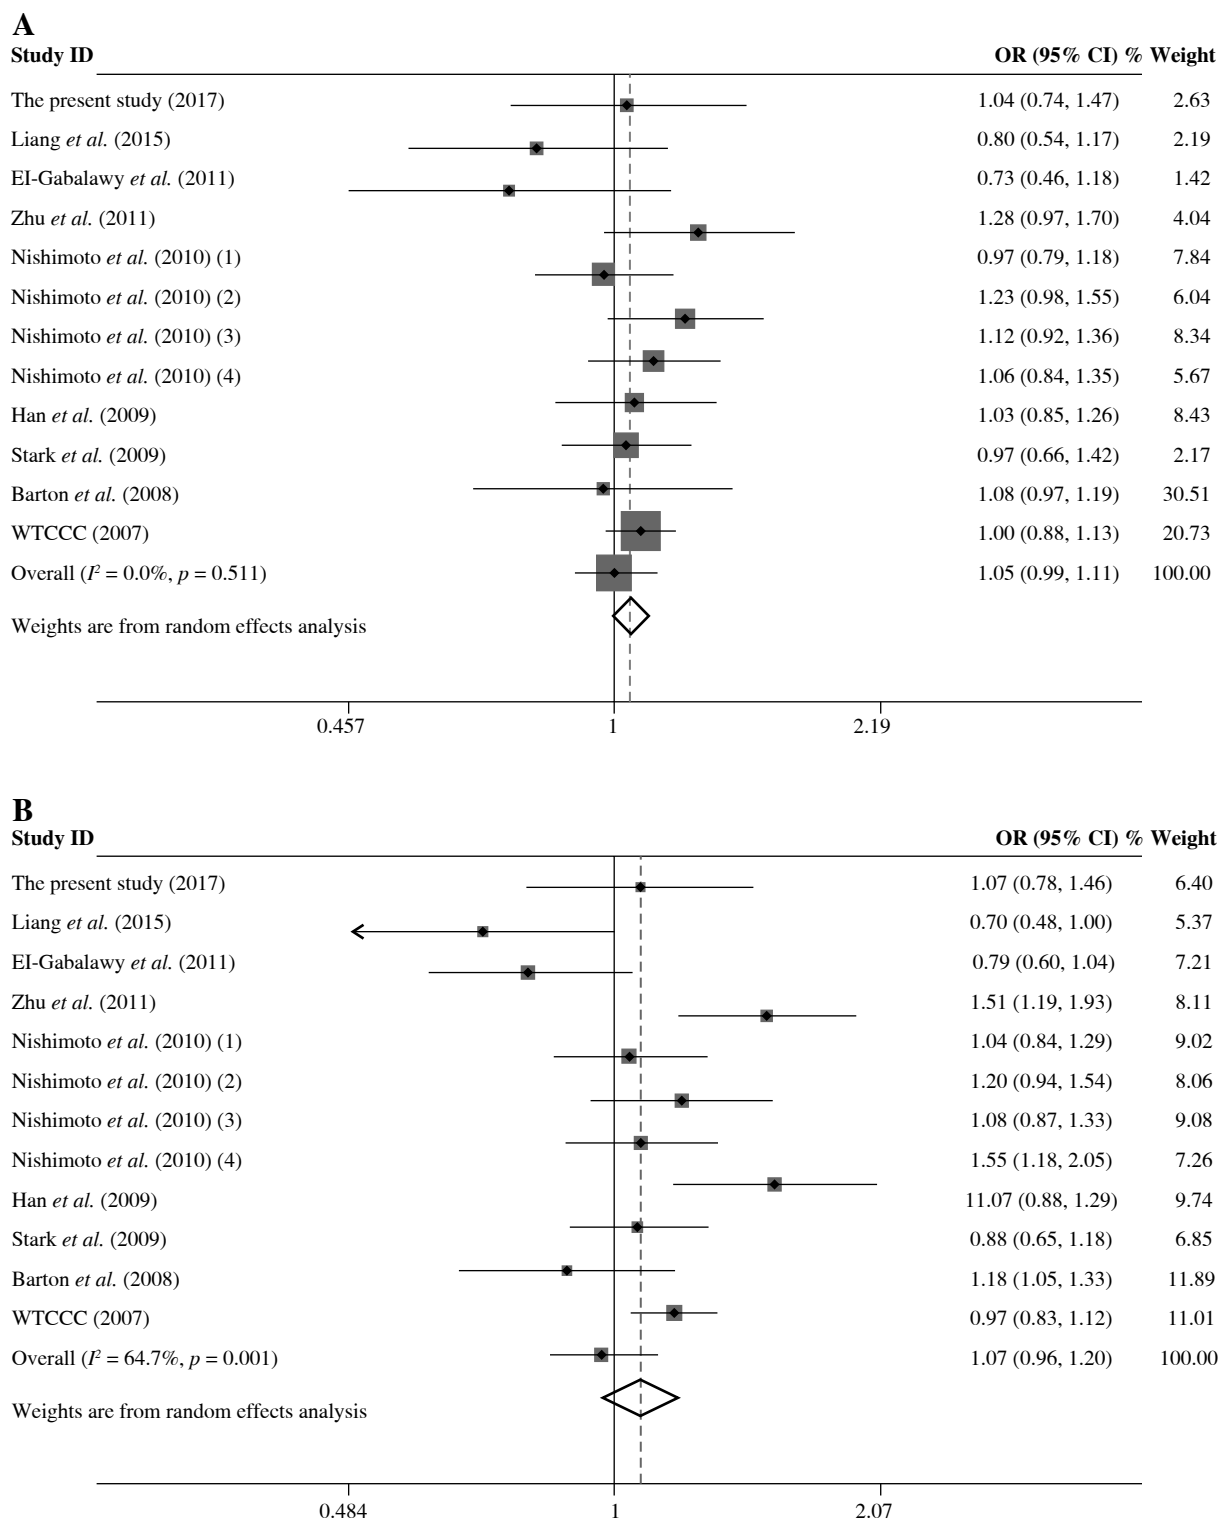 A
Study ID OR (95% CI) % Weight
The present study (2017) 1.04 (0.74, 1.47) 2.63
Liang et al. (2015) 0.80 (0.54, 1.17) 2.19
EI-Gabalawy et al. (2011) 0.73 (0.46, 1.18) 1.42
Zhu et al. (2011) 1.28 (0.97, 1.70) 4.04
Nishimoto et al. (2010) (1) 0.97 (0.79, 1.18) 7.84
Nishimoto et al. (2010) (2) 1.23 (0.98, 1.55) 6.04
Nishimoto et al. (2010) (3) 1.12 (0.92, 1.36) 8.34
Nishimoto et al. (2010) (4) 1.06 (0.84, 1.35) 5.67
Han et al. (2009) 1.03 (0.85, 1.26) 8.43
Stark et al. (2009) 0.97 (0.66, 1.42) 2.17
Barton et al. (2008) 1.08 (0.97, 1.19) 30.51
WTCCC (2007) 1.00 (0.88, 1.13) 20.73
Overall (I² = 0.0%, p = 0.511) 1.05 (0.99, 1.11) 100.00
Weights are from random effects analysis
0.457 1 2.19
B
Study ID OR (95% CI) % Weight
The present study (2017) 1.07 (0.78, 1.46) 6.40
Liang et al. (2015) 0.70 (0.48, 1.00) 5.37
EI-Gabalawy et al. (2011) 0.79 (0.60, 1.04) 7.21
Zhu et al. (2011) 1.51 (1.19, 1.93) 8.11
Nishimoto et al. (2010) (1) 1.04 (0.84, 1.29) 9.02
Nishimoto et al. (2010) (2) 1.20 (0.94, 1.54) 8.06
Nishimoto et al. (2010) (3) 1.08 (0.87, 1.33) 9.08
Nishimoto et al. (2010) (4) 1.55 (1.18, 2.05) 7.26
Han et al. (2009) 11.07 (0.88, 1.29) 9.74
Stark et al. (2009) 0.88 (0.65, 1.18) 6.85
Barton et al. (2008) 1.18 (1.05, 1.33) 11.89
WTCCC (2007) 0.97 (0.83, 1.12) 11.01
Overall (I² = 64.7%, p = 0.001) 1.07 (0.96, 1.20) 100.00
Weights are from random effects analysis
0.484 1 2.07